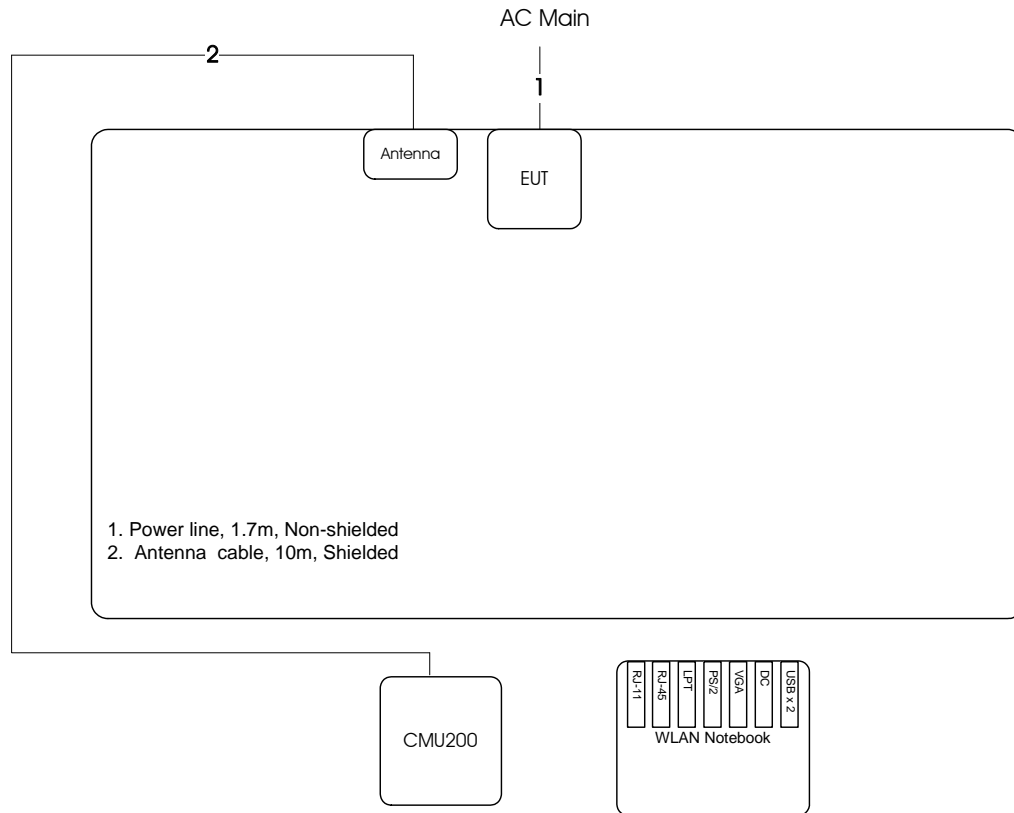 AC Main
2
1
Antenna
EUT
1. Power line, 1.7m, Non-shielded
2. Antenna cable, 10m, Shielded
CMU200
RJ-11
RJ-45
LPT
PS/2
VGA
DC
USB x 2
WLAN Notebook